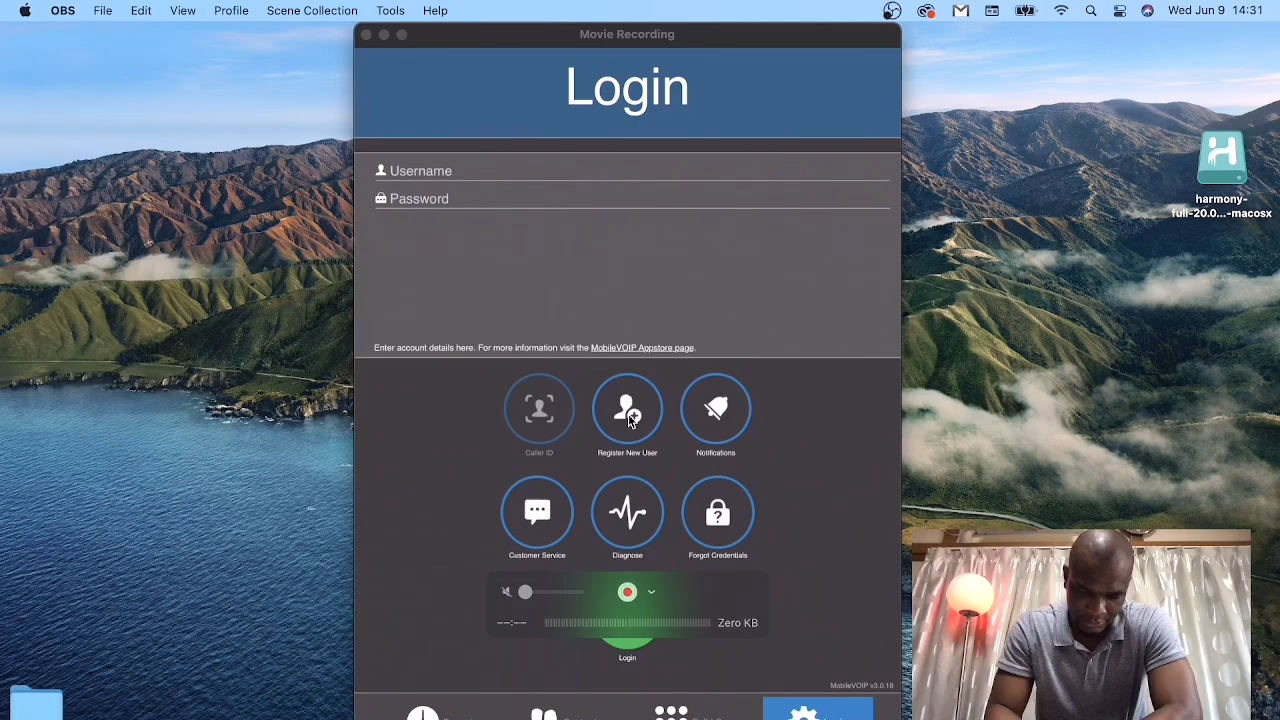 OBS File Edit View Profile Scene Collection Tools Help Wed Jun 9 14:31
Movie Recording
Login
Username
Password
harmony-
full-20.0...-macosx
Enter account details here. For more information visit the MobileVOIP Appstore page.
Caller ID Register New User Notifications
Customer Service Diagnose Forgot Credentials
--:-- Zero KB
Login
MobileVOIP v3.0.18